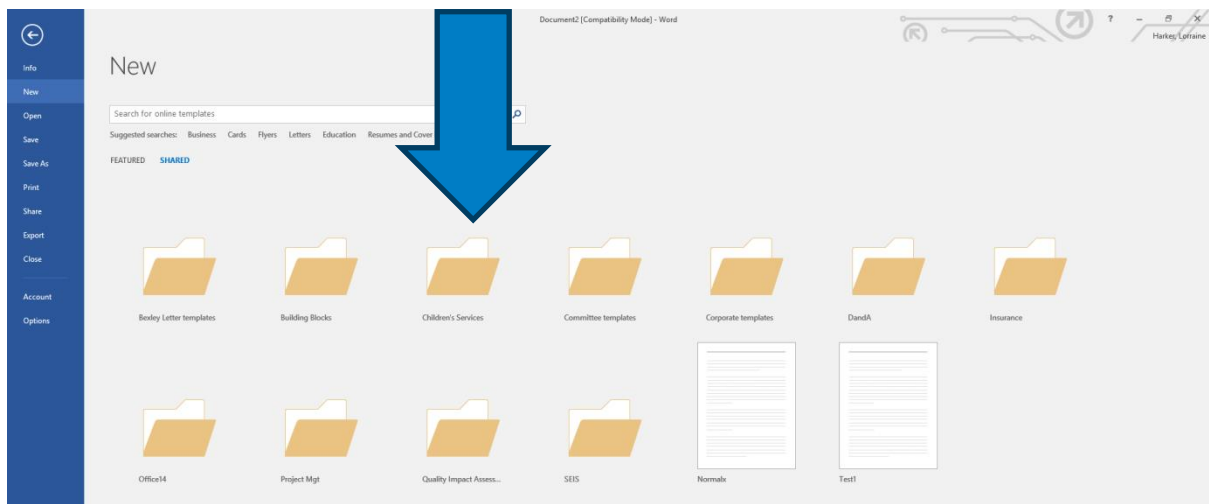 Document2 [Compatibility Mode] - Word
?
Harker, Lorraine
Info
New
Open
Save
Save As
Print
Share
Export
Close
Account
Options
New
Search for online templates
Suggested searches: Business Cards Flyers Letters Education Resumes and Cover
FEATURED SHARED
Bexley Letter templates Building Blocks Children's Services Committee templates Corporate templates DandA Insurance
Office14 Project Mgt Quality Impact Assess... SEIS Normalx Test1